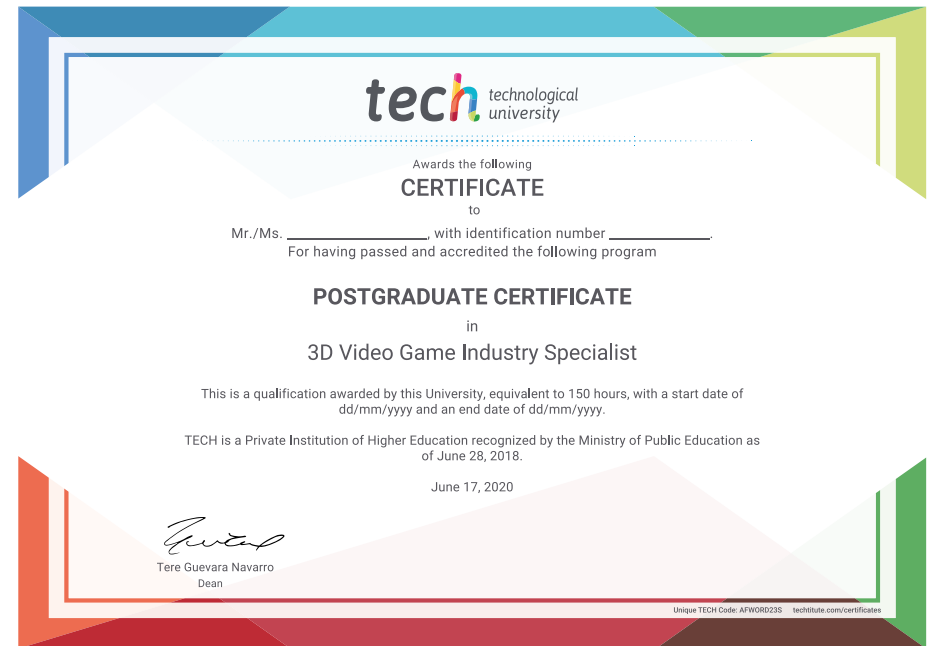 tech technological
university
Awards the following
CERTIFICATE
to
Mr./Ms. ____________________, with identification number ______________.
For having passed and accredited the following program
POSTGRADUATE CERTIFICATE
in
3D Video Game Industry Specialist
This is a qualification awarded by this University, equivalent to 150 hours, with a start date of
dd/mm/yyyy and an end date of dd/mm/yyyy.
TECH is a Private Institution of Higher Education recognized by the Ministry of Public Education as
of June 28, 2018.
June 17, 2020
Tere Guevara Navarro
Dean
Unique TECH Code: AFWORD23S techtitute.com/certificates